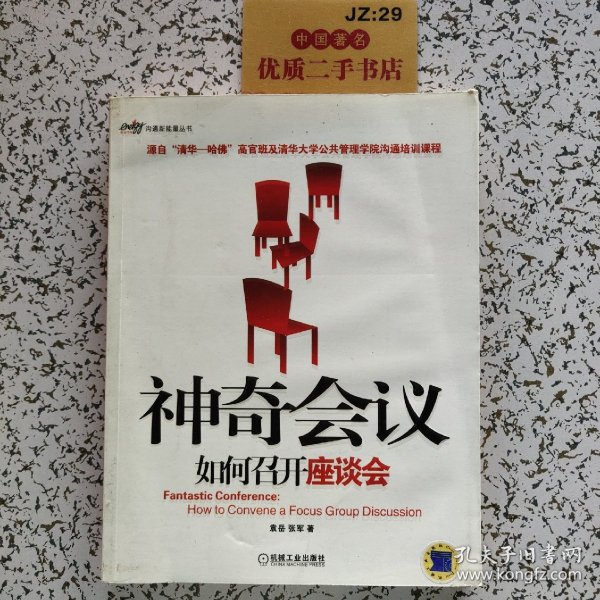 JZ:29
中国著名
优质二手书店
Energy 沟通新能量丛书
源自“清华—哈佛”高官班及清华大学公共管理学院沟通培训课程
神奇会议
如何召开座谈会
Fantastic Conference:
How to Convene a Focus Group Discussion
袁岳 张军 著
机械工业出版社
CHINA MACHINE PRESS
孔夫子旧书网
www.kongfz.com